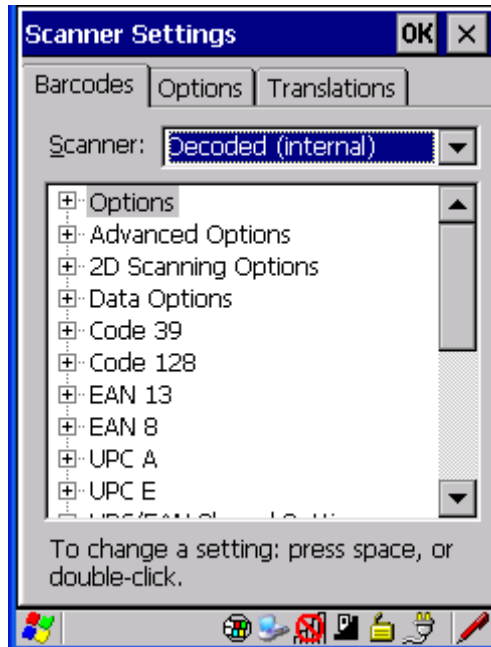 Scanner Settings OK ×
Barcodes Options Translations
Scanner: Decoded (internal)
Options
Advanced Options
2D Scanning Options
Data Options
Code 39
Code 128
EAN 13
EAN 8
UPC A
UPC E
To change a setting: press space, or
double-click.